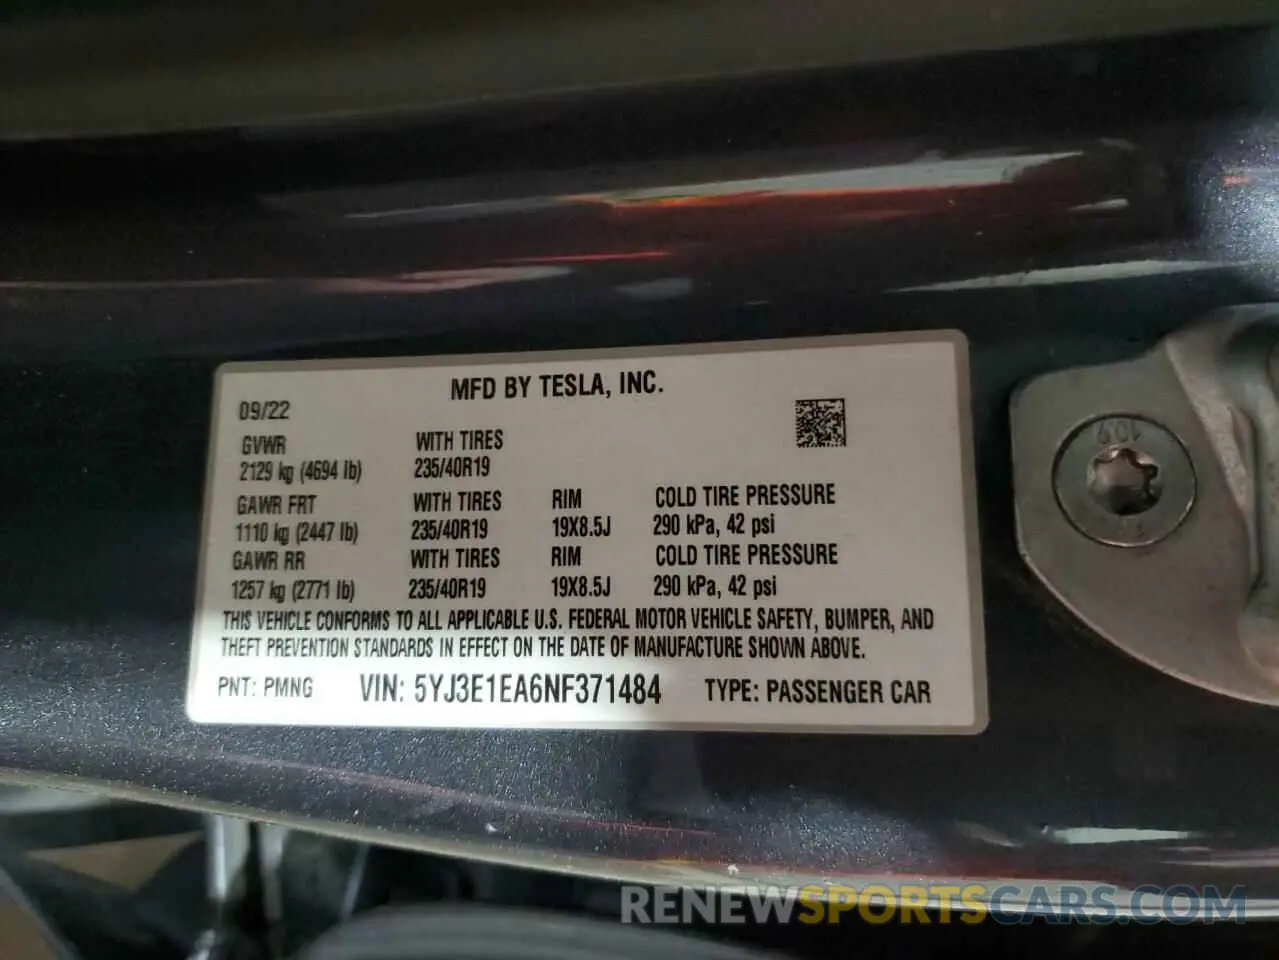 MFD BY TESLA, INC.
09/22
GVWR WITH TIRES
2129 kg (4694 lb) 235/40R19
GAWR FRT WITH TIRES RIM COLD TIRE PRESSURE
1110 kg (2447 lb) 235/40R19 19X8.5J 290 kPa, 42 psi
GAWR RR WITH TIRES RIM COLD TIRE PRESSURE
1257 kg (2771 lb) 235/40R19 19X8.5J 290 kPa, 42 psi
THIS VEHICLE CONFORMS TO ALL APPLICABLE U.S. FEDERAL MOTOR VEHICLE SAFETY, BUMPER, AND
THEFT PREVENTION STANDARDS IN EFFECT ON THE DATE OF MANUFACTURE SHOWN ABOVE.
PNT: PMNG VIN: 5YJ3E1EA6NF371484 TYPE: PASSENGER CAR
10.9
RENEWSPORTSCARS.COM